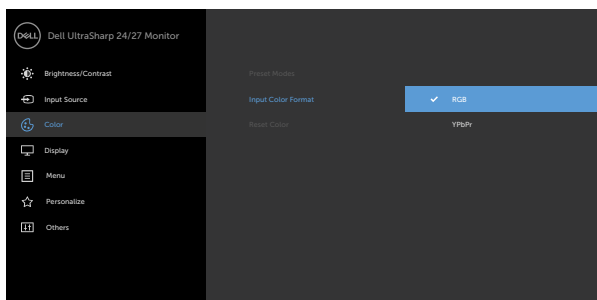 DELL Dell UltraSharp 24/27 Monitor
Brightness/Contrast Preset Modes
Input Source Input Color Format RGB
Color Reset Color YPbPr
Display
Menu
Personalize
Others